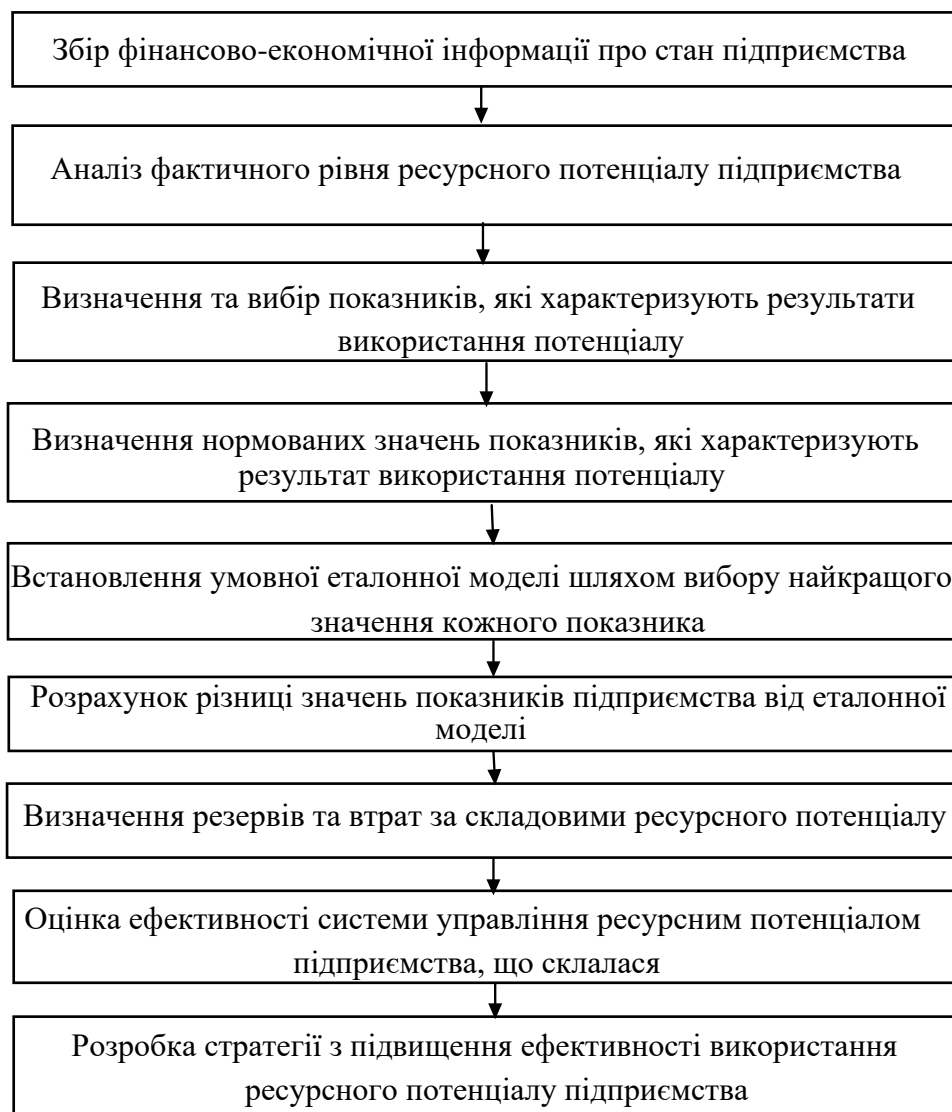 Збір фінансово-економічної інформації про стан підприємства
Аналіз фактичного рівня ресурсного потенціалу підприємства
Визначення та вибір показників, які характеризують результати
використання потенціалу
Визначення нормованих значень показників, які характеризують
результат використання потенціалу
Встановлення умовної еталонної моделі шляхом вибору найкращого
значення кожного показника
Розрахунок різниці значень показників підприємства від еталонної
моделі
Визначення резервів та втрат за складовими ресурсного потенціалу
Оцінка ефективності системи управління ресурсним потенціалом
підприємства, що склалася
Розробка стратегії з підвищення ефективності використання
ресурсного потенціалу підприємства